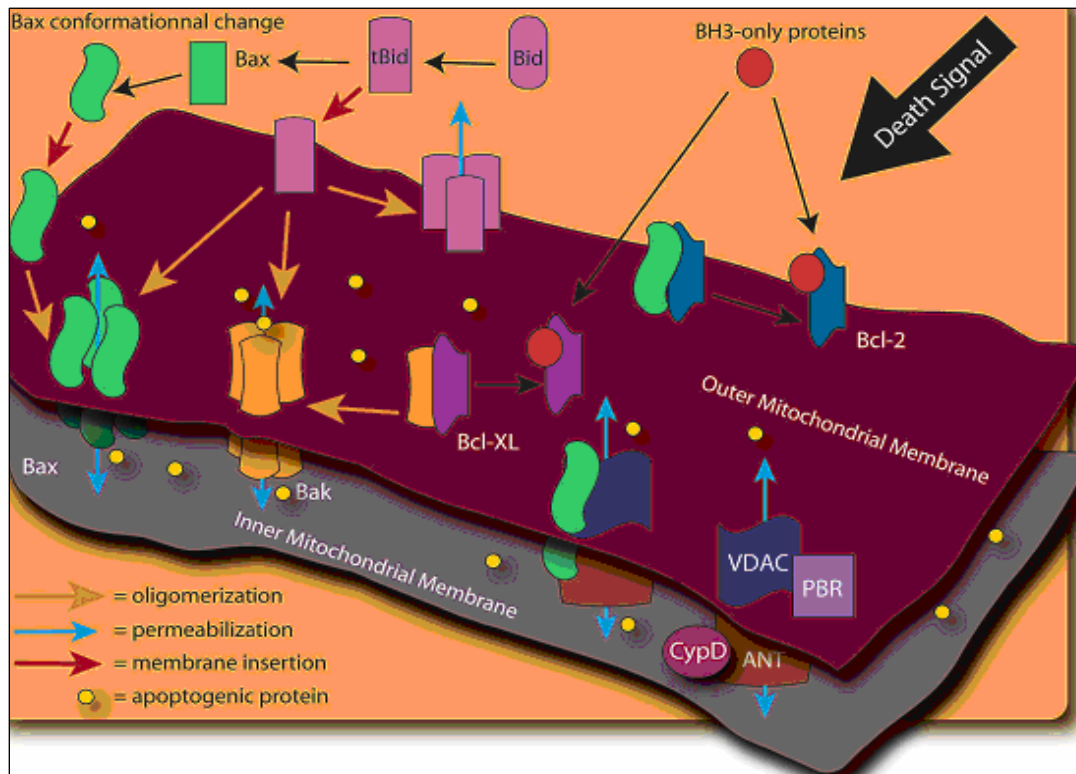 Bax conformationnal change
Bax
tBid
Bid
BH3-only proteins
Death Signal
Bcl-2
Outer Mitochondrial Membrane
Bcl-XL
Bax
Bak
Inner Mitochondrial Membrane
VDAC
PBR
CypD
ANT
= oligomerization
= permeabilization
= membrane insertion
= apoptogenic protein